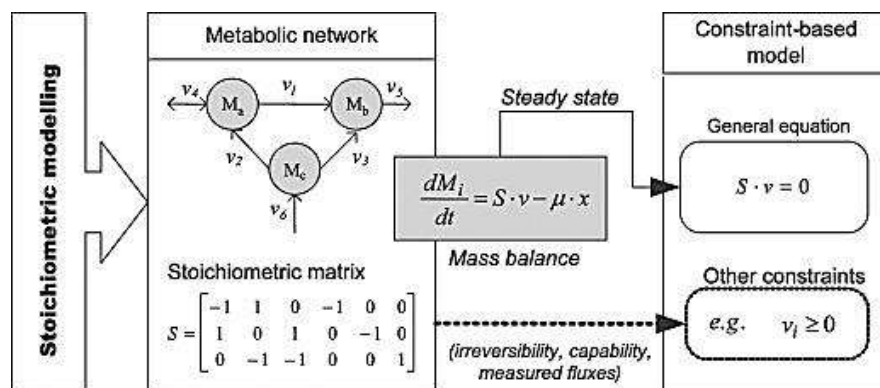 Stoichiometric modelling
Metabolic network
v₄ Mₐ v₁ M_b v₅
v₂ M_c v₃
v₆
Stoichiometric matrix
S = [ −1 1 0 −1 0 0
1 0 1 0 −1 0
0 −1 −1 0 0 1 ]
Steady state
dMᵢ/dt = S · v − μ · x
Mass balance
(irreversibility, capability,
measured fluxes)
Constraint-based
model
General equation
S · v = 0
Other constraints
e.g. vᵢ ≥ 0